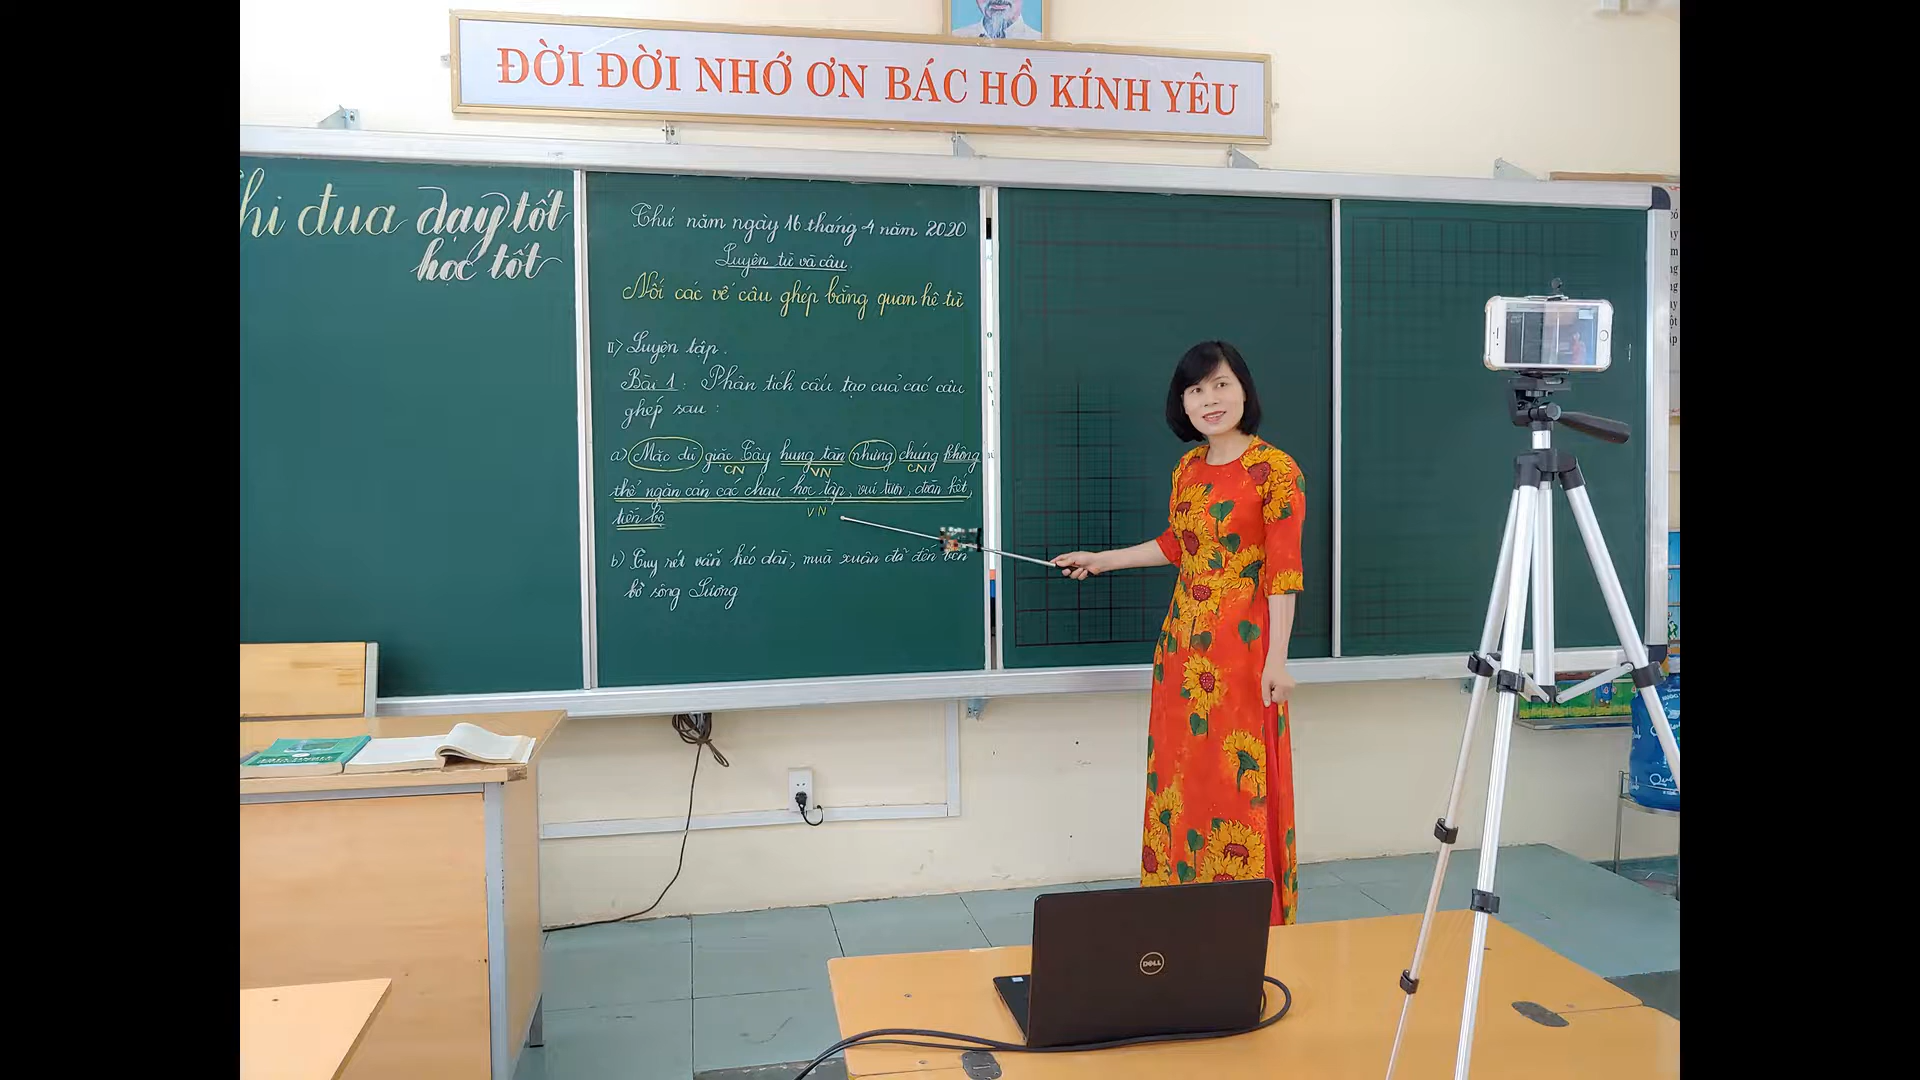 ĐỜI ĐỜI NHỚ ƠN BÁC HỒ KÍNH YÊU
hi đua dạy tốt
học tốt
Thứ năm ngày 16 tháng 4 năm 2020
Luyện từ và câu
Nối các vế câu ghép bằng quan hệ từ
II) Luyện tập.
Bài 1: Phân tích cấu tạo cuả các câu
ghép sau:
a) Mặc dù giặc Tây hung tàn nhưng chúng không
CN VN CN
thể ngăn cản các cháu học tập, vui tươi, đoàn kết,
tiến bộ
VN
b) Tuy rét vẫn kéo dài, muà xuân đã đến bên
bờ sông Lương
DELL